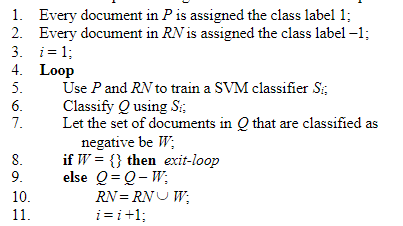 1. Every document in P is assigned the class label 1;
2. Every document in RN is assigned the class label –1;
3. i = 1;
4. Loop
5. Use P and RN to train a SVM classifier Si;
6. Classify Q using Si;
7. Let the set of documents in Q that are classified as
negative be W;
8. if W = {} then exit-loop
9. else Q = Q – W;
10. RN = RN ∪ W;
11. i = i +1;